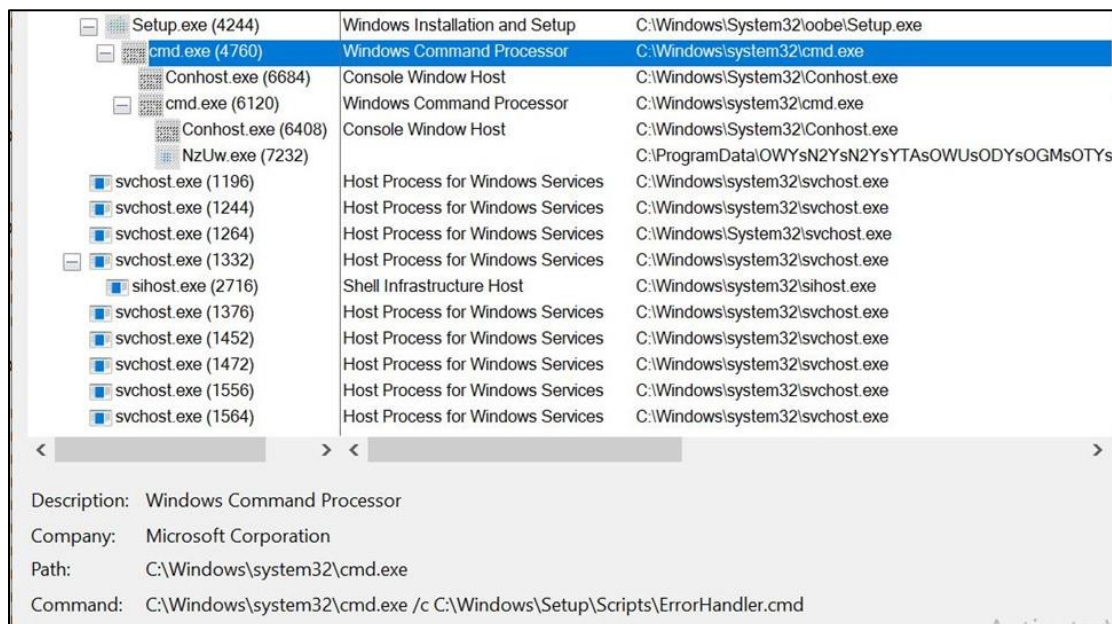 Setup.exe (4244) Windows Installation and Setup C:\Windows\System32\oobe\Setup.exe
cmd.exe (4760) Windows Command Processor C:\Windows\system32\cmd.exe
Conhost.exe (6684) Console Window Host C:\Windows\System32\Conhost.exe
cmd.exe (6120) Windows Command Processor C:\Windows\system32\cmd.exe
Conhost.exe (6408) Console Window Host C:\Windows\System32\Conhost.exe
NzUw.exe (7232) C:\ProgramData\OWYsN2YsN2YsYTAsOWUsODYsOGMsOTYs
svchost.exe (1196) Host Process for Windows Services C:\Windows\system32\svchost.exe
svchost.exe (1244) Host Process for Windows Services C:\Windows\system32\svchost.exe
svchost.exe (1264) Host Process for Windows Services C:\Windows\System32\svchost.exe
svchost.exe (1332) Host Process for Windows Services C:\Windows\system32\svchost.exe
sihost.exe (2716) Shell Infrastructure Host C:\Windows\system32\sihost.exe
svchost.exe (1376) Host Process for Windows Services C:\Windows\system32\svchost.exe
svchost.exe (1452) Host Process for Windows Services C:\Windows\system32\svchost.exe
svchost.exe (1472) Host Process for Windows Services C:\Windows\system32\svchost.exe
svchost.exe (1556) Host Process for Windows Services C:\Windows\system32\svchost.exe
svchost.exe (1564) Host Process for Windows Services C:\Windows\system32\svchost.exe
Description: Windows Command Processor
Company: Microsoft Corporation
Path: C:\Windows\system32\cmd.exe
Command: C:\Windows\system32\cmd.exe /c C:\Windows\Setup\Scripts\ErrorHandler.cmd